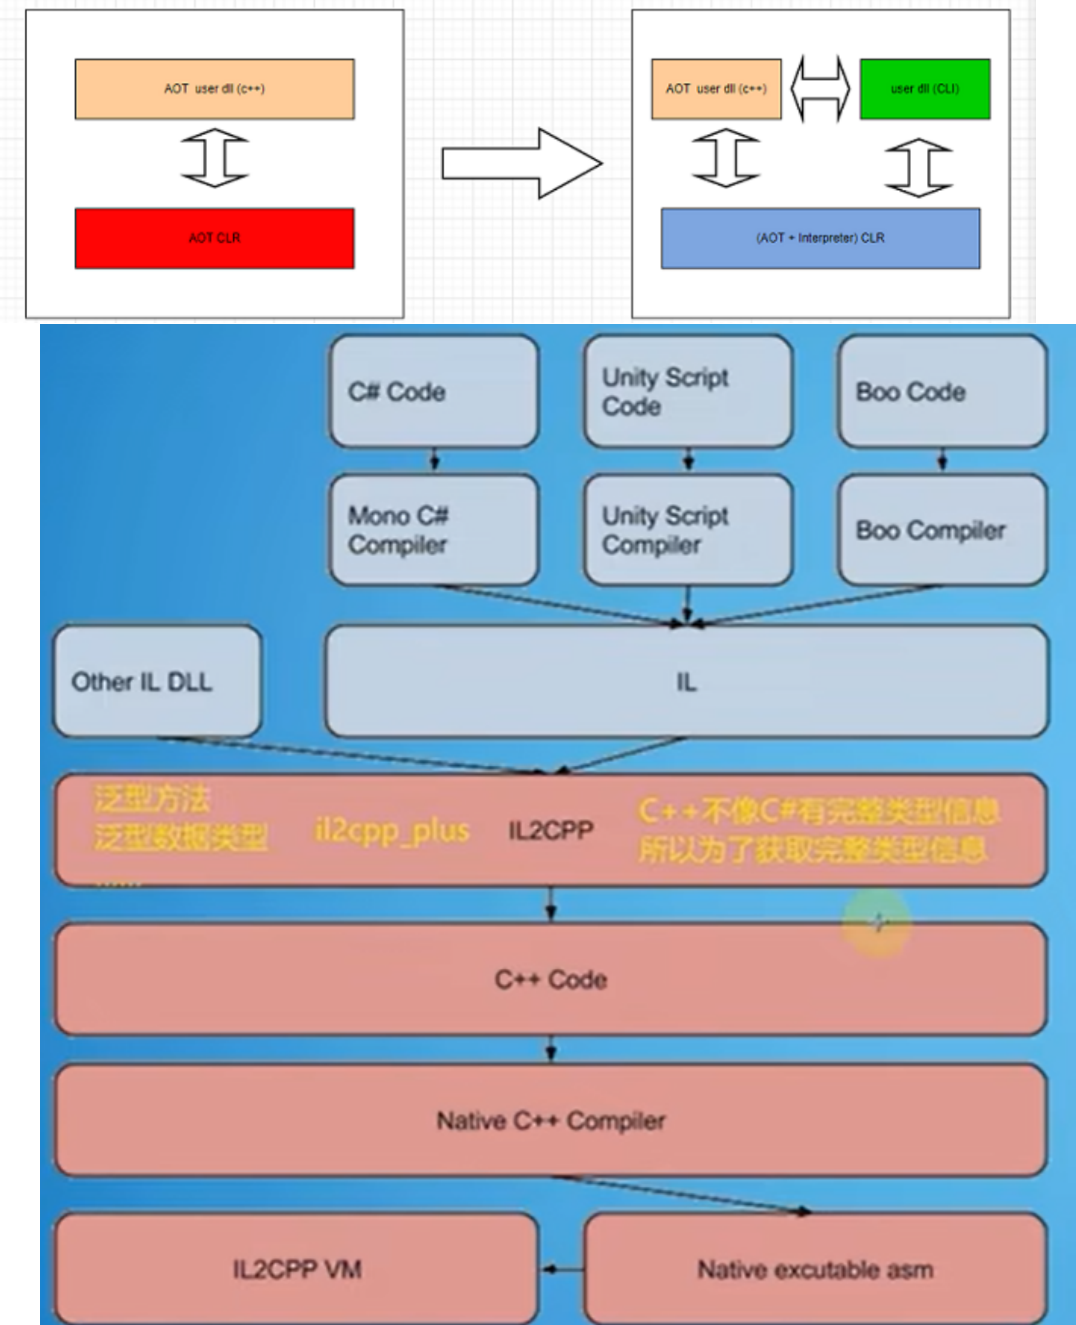 AOT user dll (c++)
AOT CLR
AOT user dll (c++)
user dll (CLI)
(AOT + Interpreter) CLR
C# Code
Unity Script
Code
Boo Code
Mono C#
Compiler
Unity Script
Compiler
Boo Compiler
Other IL DLL
IL
泛型方法
泛型数据类型
......
il2cpp_plus
IL2CPP
C++不像C#有完整类型信息
所以为了获取完整类型信息
C++ Code
Native C++ Compiler
IL2CPP VM
Native excutable asm